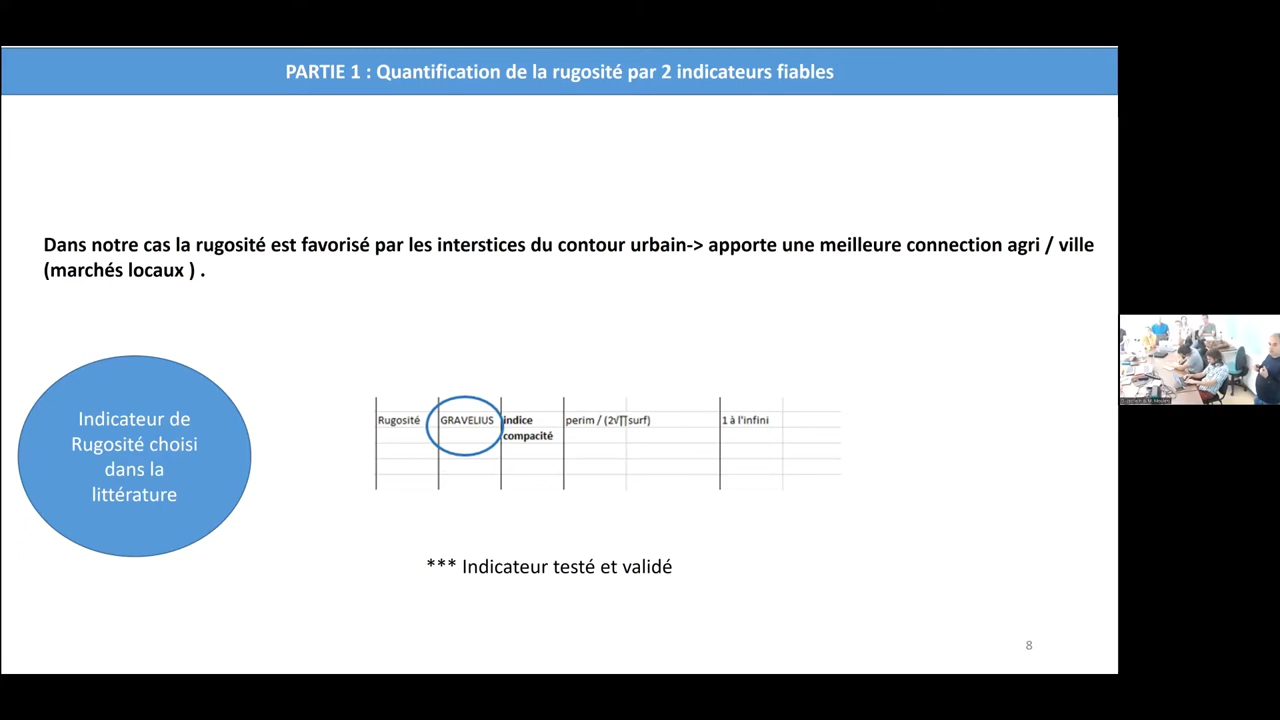 PARTIE 1 : Quantification de la rugosité par 2 indicateurs fiables
Dans notre cas la rugosité est favorisé par les interstices du contour urbain-> apporte une meilleure connection agri / ville
(marchés locaux ) .
Indicateur de
Rugosité choisi
dans la
littérature
Rugosité GRAVELIUS indice perim / (2√∏surf) 1 à l'infini
compacité
*** Indicateur testé et validé
8